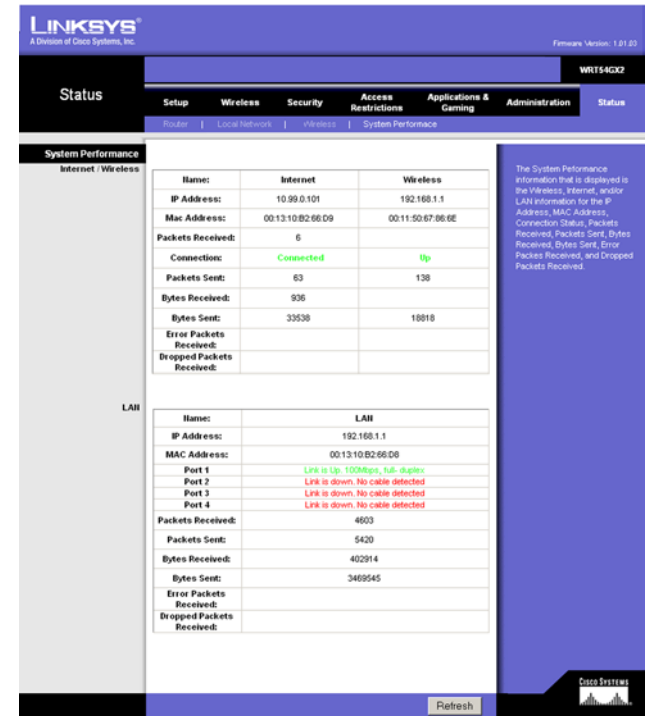 LINKSYS®
A Division of Cisco Systems, Inc.
Firmware Version: 1.01.03
WRT54GX2
Status
Setup Wireless Security Access Restrictions Applications & Gaming Administration Status
Router | Local Network | Wireless | System Performace
System Performance
Internet / Wireless
Name: Internet Wireless
IP Address: 10.99.0.101 192.168.1.1
Mac Address: 00:13:10:B2:66:D9 00:11:50:67:86:6E
Packets Received: 6
Connection: Connected Up
Packets Sent: 63 138
Bytes Received: 936
Bytes Sent: 33538 18818
Error Packets
Received:
Dropped Packets
Received:
The System Peformance
information that is displayed is
the Wireless, Internet, and/or
LAN information for the IP
Address, MAC Address,
Connection Status, Packets
Received, Packets Sent, Bytes
Received, Bytes Sent, Error
Packes Received, and Dropped
Packets Received.
LAN
Name: LAN
IP Address: 192.168.1.1
MAC Address: 00:13:10:B2:66:D8
Port 1 Link is Up. 100Mbps, full- duplex
Port 2 Link is down. No cable detected
Port 3 Link is down. No cable detected
Port 4 Link is down. No cable detected
Packets Received: 4603
Packets Sent: 5420
Bytes Received: 402914
Bytes Sent: 3469545
Error Packets
Received:
Dropped Packets
Received:
CISCO SYSTEMS
Refresh